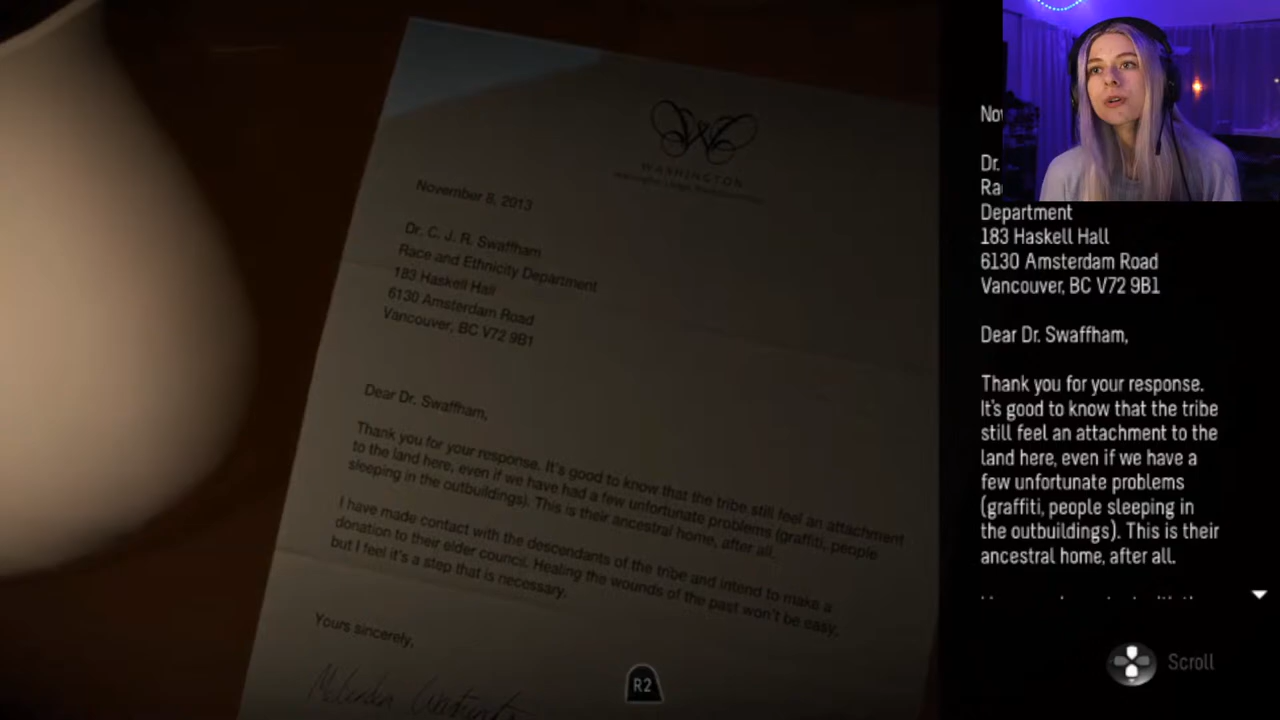 WASHINGTON
November 8, 2013
Dr. C. J. R. Swaffham
Race and Ethnicity Department
183 Haskell Hall
6130 Amsterdam Road
Vancouver, BC V72 9B1
Dear Dr. Swaffham,
Thank you for your response. It's good to know that the tribe still feel an attachment
to the land here, even if we have had a few unfortunate problems (graffiti, people
sleeping in the outbuildings). This is their ancestral home, after all.
I have made contact with the descendants of the tribe and intend to make a
donation to their elder council. Healing the wounds of the past won't be easy,
but I feel it's a step that is necessary.
Yours sincerely,
R2
Nov
Dr.
Ra
Department
183 Haskell Hall
6130 Amsterdam Road
Vancouver, BC V72 9B1
Dear Dr. Swaffham,
Thank you for your response.
It's good to know that the tribe
still feel an attachment to the
land here, even if we have a
few unfortunate problems
(graffiti, people sleeping in
the outbuildings). This is their
ancestral home, after all.
Scroll